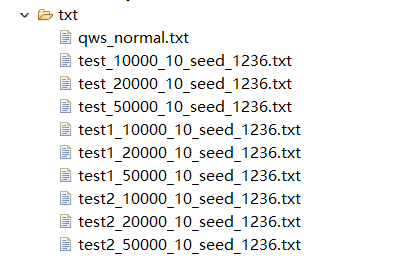 txt
qws_normal.txt
test_10000_10_seed_1236.txt
test_20000_10_seed_1236.txt
test_50000_10_seed_1236.txt
test1_10000_10_seed_1236.txt
test1_20000_10_seed_1236.txt
test1_50000_10_seed_1236.txt
test2_10000_10_seed_1236.txt
test2_20000_10_seed_1236.txt
test2_50000_10_seed_1236.txt